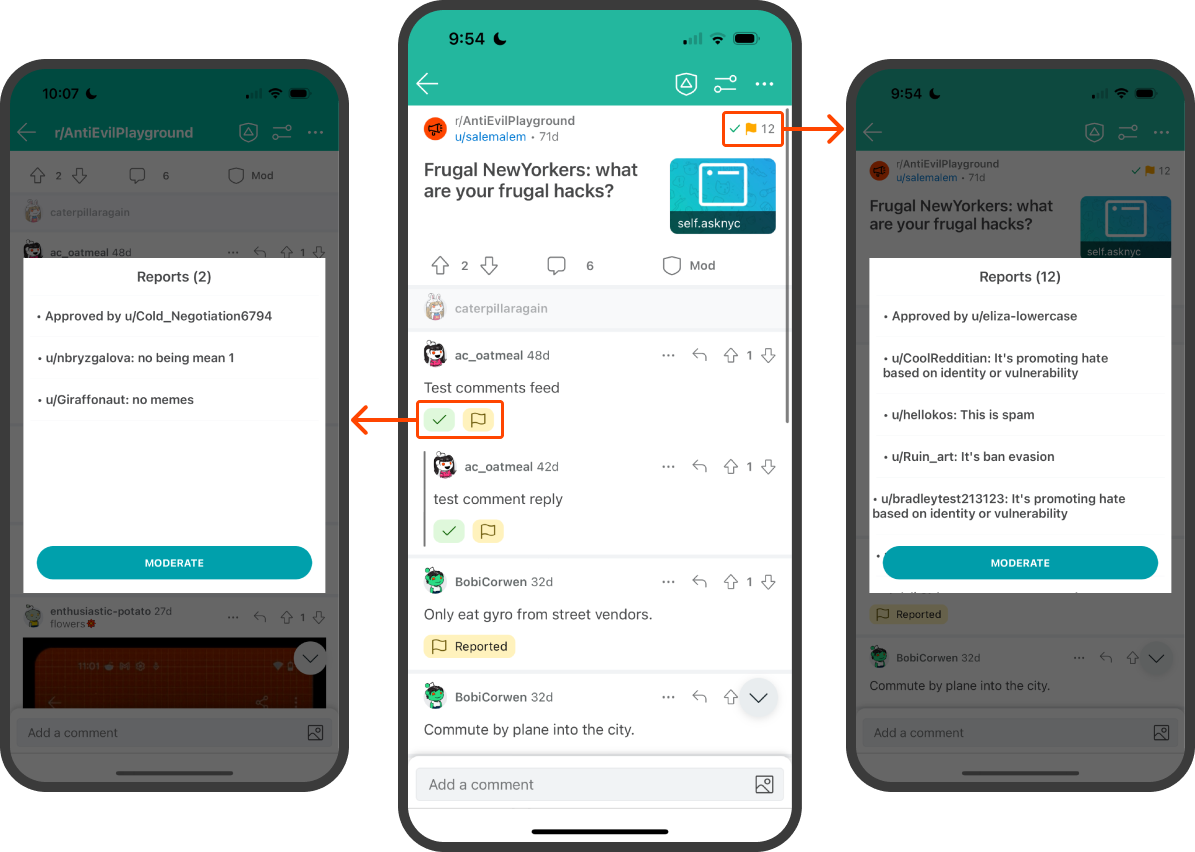 10:07
r/AntiEvilPlayground
2
6
Mod
caterpillaragain
ac_oatmeal 48d
1
Reports (2)
• Approved by u/Cold_Negotiation6794
• u/nbryzgalova: no being mean 1
• u/Giraffonaut: no memes
MODERATE
enthusiastic-potato 27d
flowers
1
11:01
Add a comment
9:54
r/AntiEvilPlayground
u/salemalem • 71d
12
Frugal NewYorkers: what
are your frugal hacks?
self.asknyc
2
6
Mod
caterpillaragain
ac_oatmeal 48d
1
Test comments feed
ac_oatmeal 42d
1
test comment reply
BobiCorwen 32d
1
Only eat gyro from street vendors.
Reported
BobiCorwen 32d
Commute by plane into the city.
Add a comment
9:54
r/AntiEvilPlayground
u/salemalem • 71d
12
Frugal NewYorkers: what
are your frugal hacks?
self.asknyc
Reports (12)
• Approved by u/eliza-lowercase
• u/CoolReddition: It's promoting hate
based on identity or vulnerability
• u/hellokos: This is spam
• u/Ruin_art: It's ban evasion
• u/bradleytest213123: It's promoting hate
based on identity or vulnerability
•
MODERATE
Reported
BobiCorwen 32d
Commute by plane into the city.
Add a comment